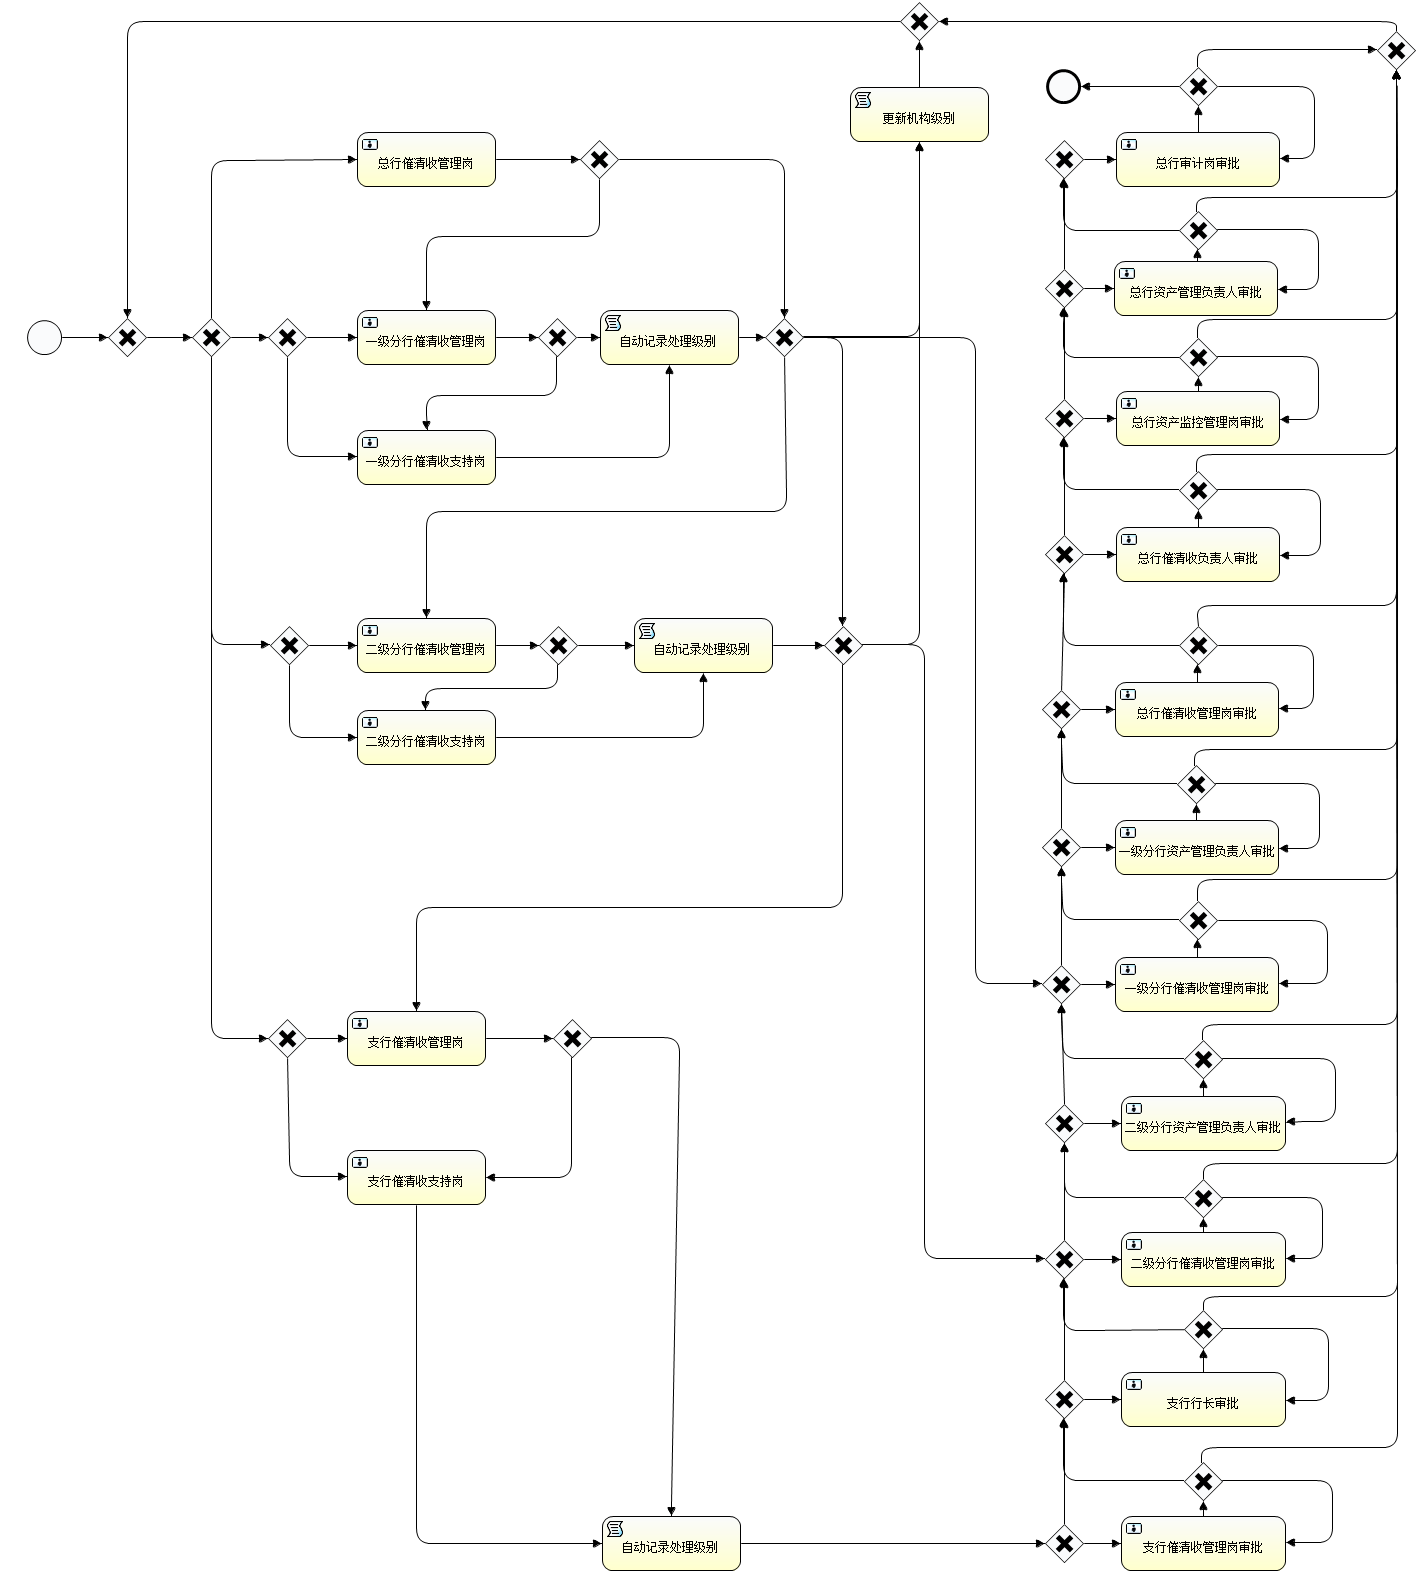 更新机构级别
总行催清收管理岗
一级分行催清收管理岗
自动记录处理级别
一级分行催清收支持岗
二级分行催清收管理岗
自动记录处理级别
二级分行催清收支持岗
支行催清收管理岗
支行催清收支持岗
自动记录处理级别
总行审计岗审批
总行资产管理负责人审批
总行资产监控管理岗审批
总行催清收负责人审批
总行催清收管理岗审批
一级分行资产管理负责人审批
一级分行催清收管理岗审批
二级分行资产管理负责人审批
二级分行催清收管理岗审批
支行行长审批
支行催清收管理岗审批